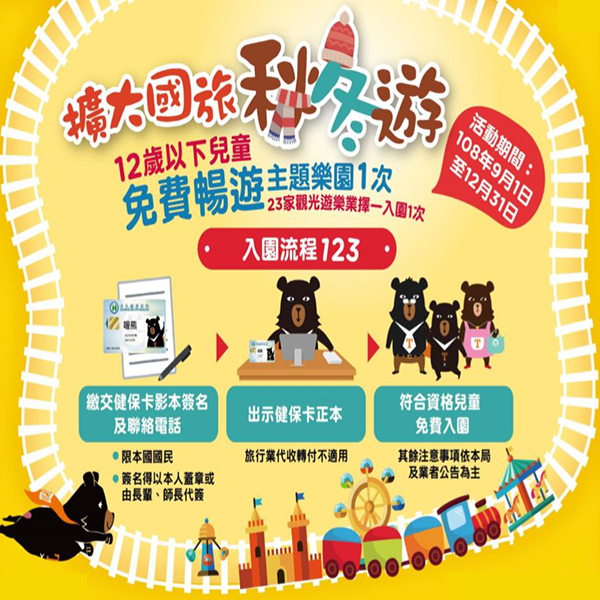 擴大國旅秋冬遊
活動期間：
108年9月1日
至12月31日
12歲以下兒童
免費暢遊主題樂園1次
23家觀光遊樂業擇一入園1次
入園流程123
暖熊
繳交健保卡影本簽名
及聯絡電話
• 限本國國民
• 簽名得以本人蓋章或
由長輩、師長代簽
出示健保卡正本
旅行業代收轉付不適用
T
T
符合資格兒童
免費入園
其餘注意事項依本局
及業者公告為主